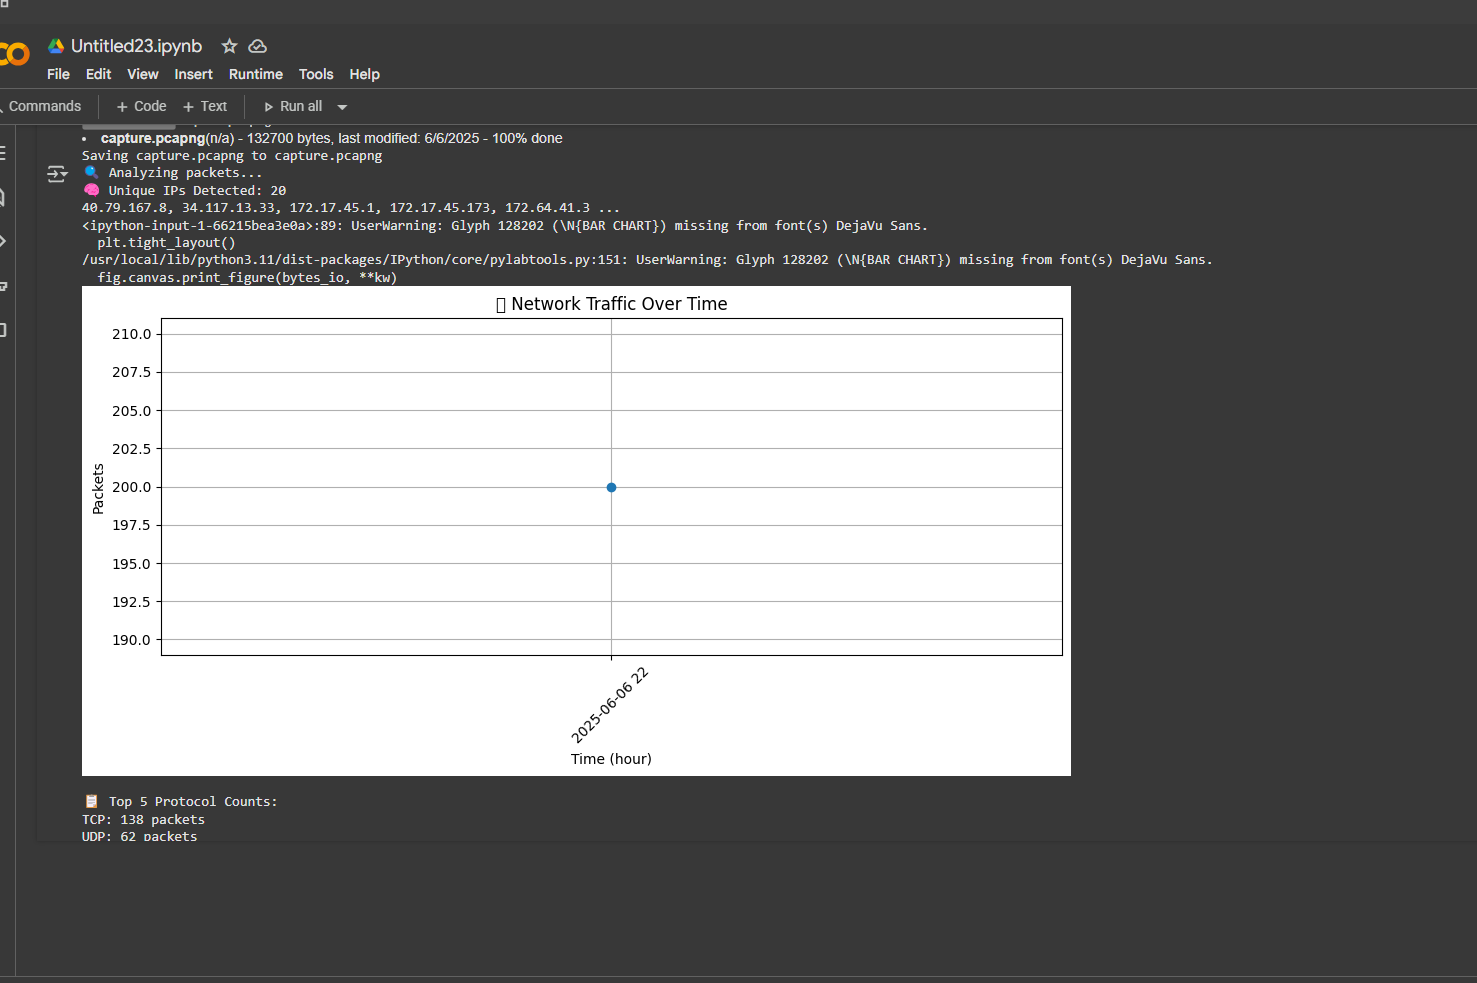 Untitled23.ipynb
File Edit View Insert Runtime Tools Help
Commands + Code + Text Run all
capture.pcapng(n/a) - 132700 bytes, last modified: 6/6/2025 - 100% done
Saving capture.pcapng to capture.pcapng
🔍 Analyzing packets...
🧠 Unique IPs Detected: 20
40.79.167.8, 34.117.13.33, 172.17.45.1, 172.17.45.173, 172.64.41.3 ...
<ipython-input-1-66215bea3e0a>:89: UserWarning: Glyph 128202 (\N{BAR CHART}) missing from font(s) DejaVu Sans.
plt.tight_layout()
/usr/local/lib/python3.11/dist-packages/IPython/core/pylabtools.py:151: UserWarning: Glyph 128202 (\N{BAR CHART}) missing from font(s) DejaVu Sans.
fig.canvas.print_figure(bytes_io, **kw)
Network Traffic Over Time
210.0
207.5
205.0
202.5
200.0
197.5
195.0
192.5
190.0
Packets
2025-06-06 22
Time (hour)
📋 Top 5 Protocol Counts:
TCP: 138 packets
UDP: 62 packets